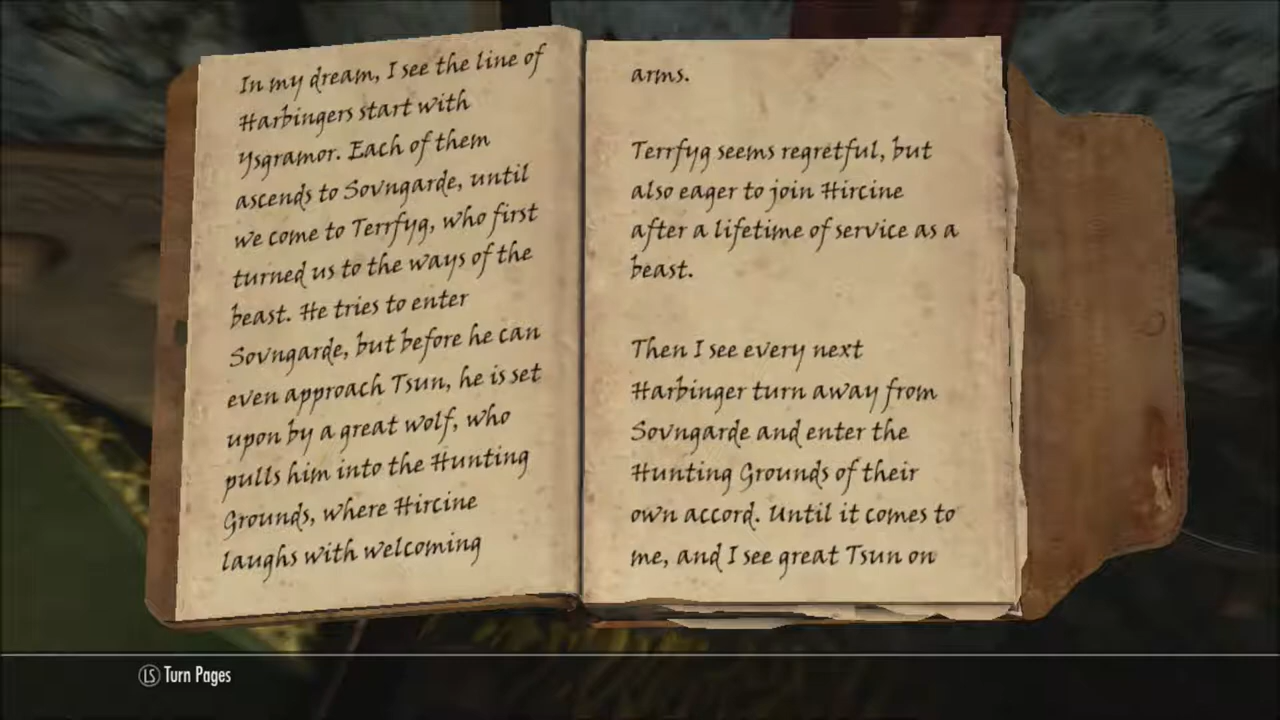 In my dream, I see the line of
Harbingers start with
Ysgramor. Each of them
ascends to Sovngarde, until
we come to Terrfyg, who first
turned us to the ways of the
beast. He tries to enter
Sovngarde, but before he can
even approach Tsun, he is set
upon by a great wolf, who
pulls him into the Hunting
Grounds, where Hircine
laughs with welcoming
arms.
Terrfyg seems regretful, but
also eager to join Hircine
after a lifetime of service as a
beast.
Then I see every next
Harbinger turn away from
Sovngarde and enter the
Hunting Grounds of their
own accord. Until it comes to
me, and I see great Tsun on
LS Turn Pages